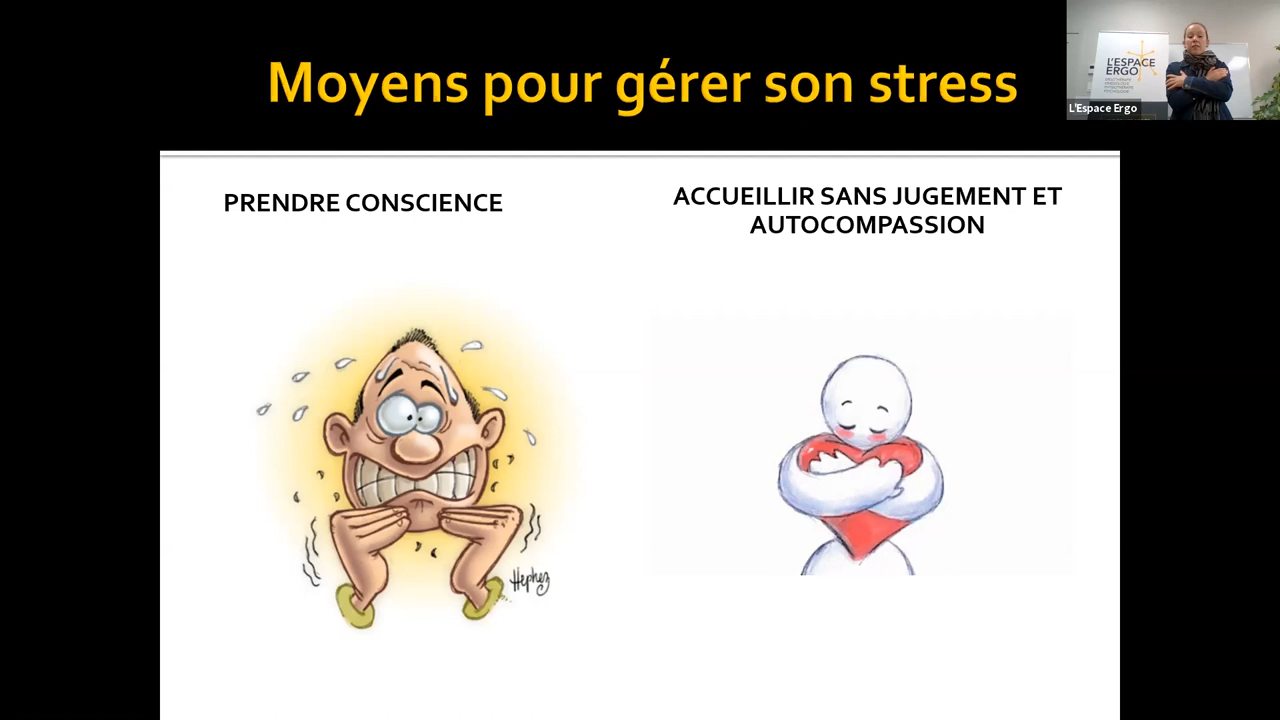 Moyens pour gérer son stress
L'ESPACE
ERGO
L'Espace Ergo
PRENDRE CONSCIENCE
ACCUEILLIR SANS JUGEMENT ET
AUTOCOMPASSION
Hephez